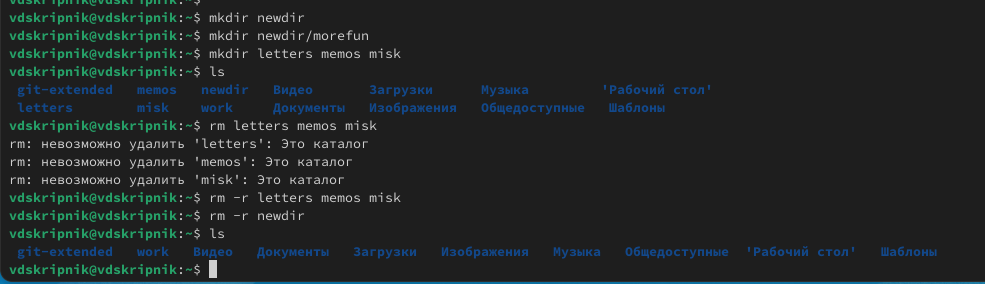 vdskripnik@vdskripnik:~$
vdskripnik@vdskripnik:~$ mkdir newdir
vdskripnik@vdskripnik:~$ mkdir newdir/morefun
vdskripnik@vdskripnik:~$ mkdir letters memos misk
vdskripnik@vdskripnik:~$ ls
git-extended memos newdir Видео Загрузки Музыка 'Рабочий стол'
letters misk work Документы Изображения Общедоступные Шаблоны
vdskripnik@vdskripnik:~$ rm letters memos misk
rm: невозможно удалить 'letters': Это каталог
rm: невозможно удалить 'memos': Это каталог
rm: невозможно удалить 'misk': Это каталог
vdskripnik@vdskripnik:~$ rm -r letters memos misk
vdskripnik@vdskripnik:~$ rm -r newdir
vdskripnik@vdskripnik:~$ ls
git-extended work Видео Документы Загрузки Изображения Музыка Общедоступные 'Рабочий стол' Шаблоны
vdskripnik@vdskripnik:~$